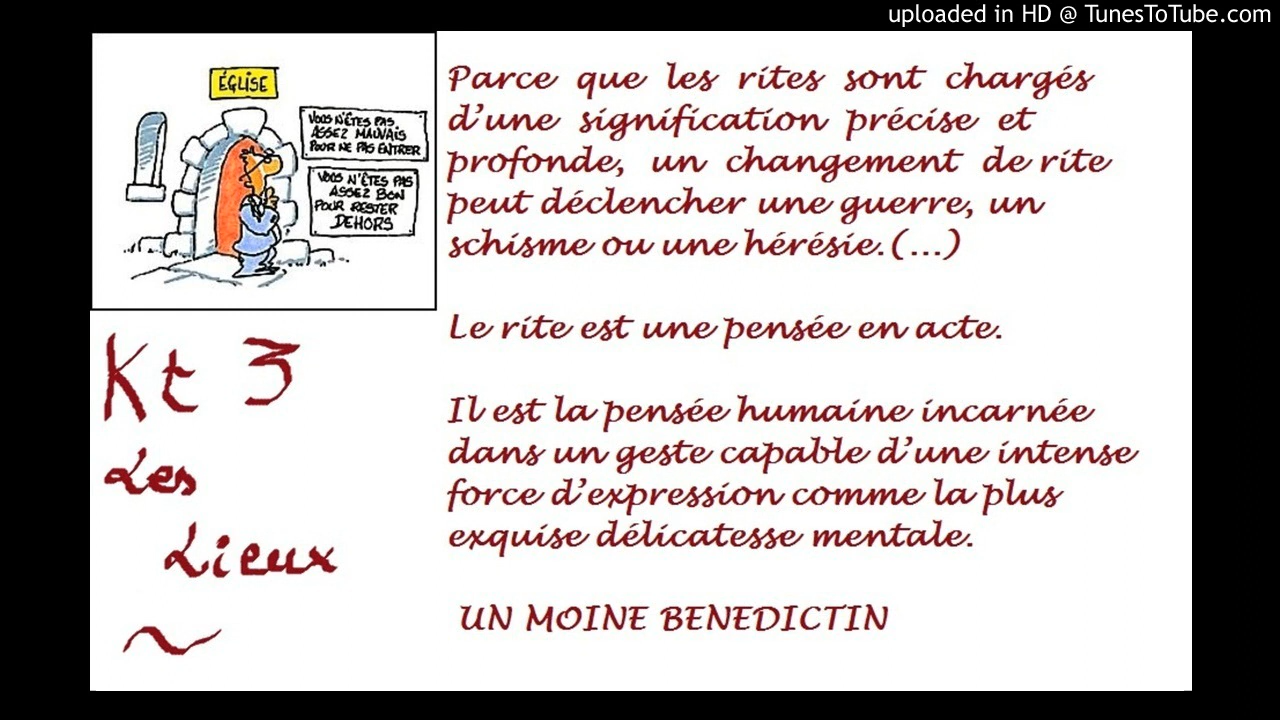 uploaded in HD @ TunesToTube.com
ÉGLISE
VOUS N'ÊTES PAS
ASSEZ MAUVAIS
POUR NE PAS ENTRER
VOUS N'ÊTES PAS
ASSEZ BON
POUR RESTER
DEHORS
Kt 3
Les
Lieux
Parce que les rites sont chargés
d'une signification précise et
profonde, un changement de rite
peut déclencher une guerre, un
schisme ou une hérésie.(...)
Le rite est une pensée en acte.
Il est la pensée humaine incarnée
dans un geste capable d'une intense
force d'expression comme la plus
exquise délicatesse mentale.
UN MOINE BENEDICTIN